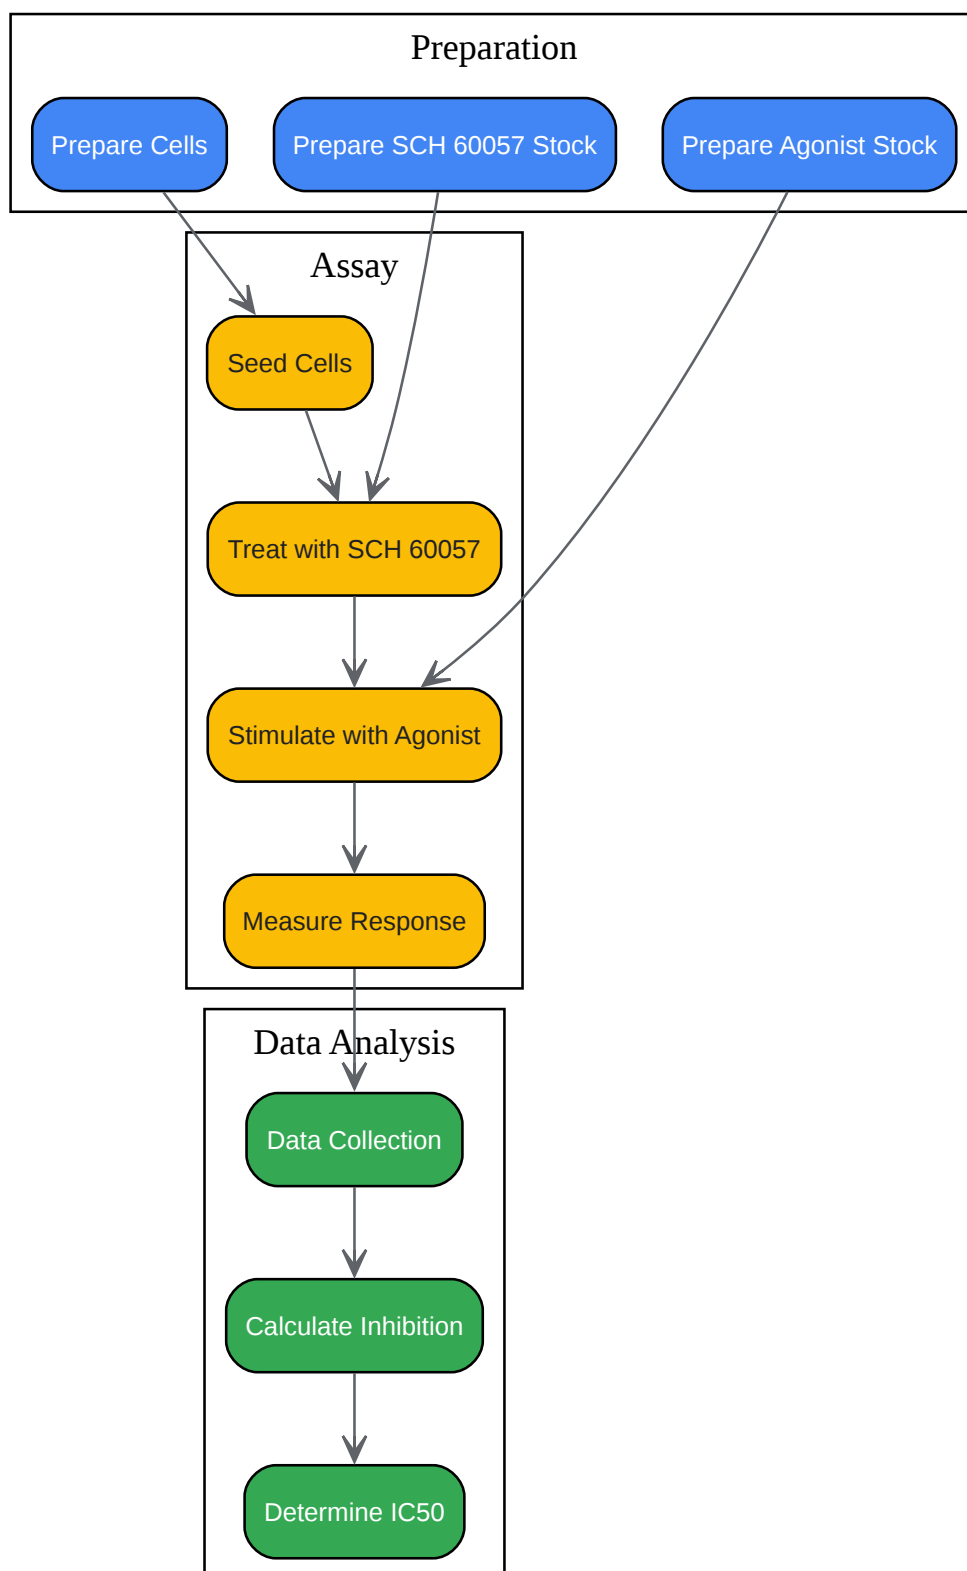 Preparation
Prepare Cells
Prepare SCH 60057 Stock
Prepare Agonist Stock
Assay
Seed Cells
Treat with SCH 60057
Stimulate with Agonist
Measure Response
Data Analysis
Data Collection
Calculate Inhibition
Determine IC50